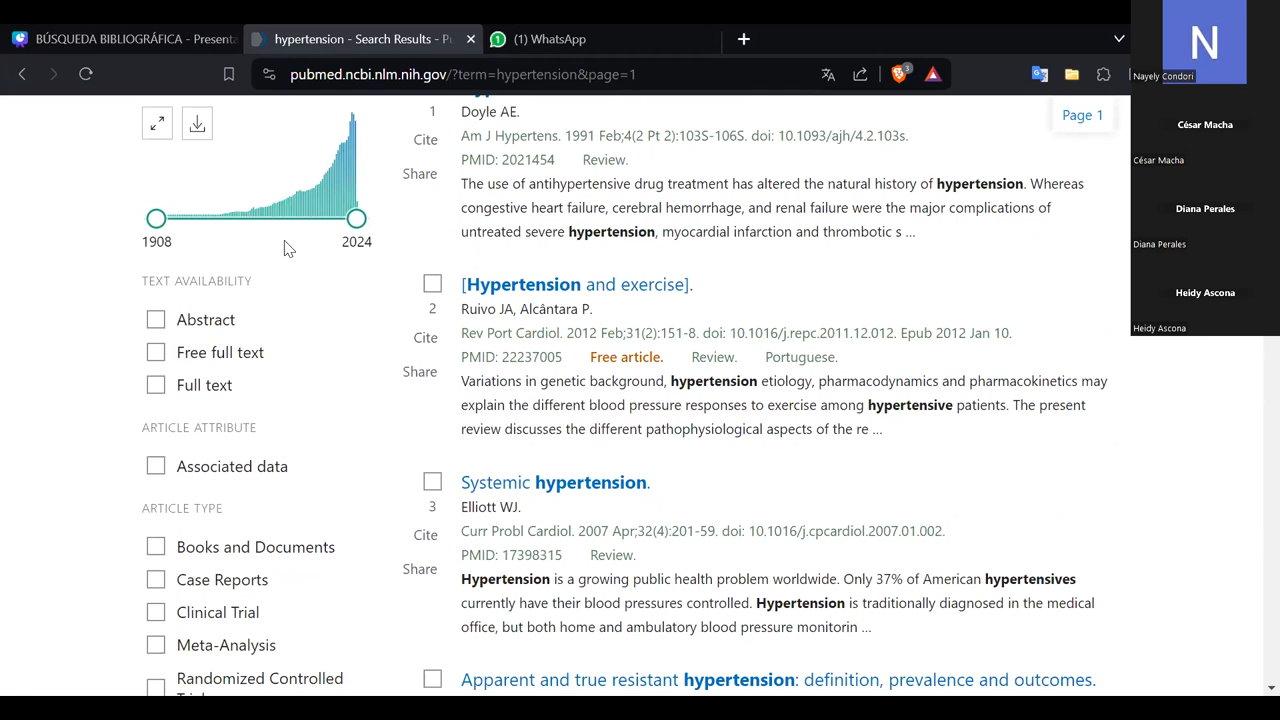 BÚSQUEDA BIBLIOGRÁFICA - Presenta
hypertension - Search Results - Pu
(1) WhatsApp
pubmed.ncbi.nlm.nih.gov/?term=hypertension&page=1
3
N
Nayely Condori
César Macha
César Macha
Diana Perales
Diana Perales
Heidy Ascona
Heidy Ascona
Page 1
1908
2024
TEXT AVAILABILITY
Abstract
Free full text
Full text
ARTICLE ATTRIBUTE
Associated data
ARTICLE TYPE
Books and Documents
Case Reports
Clinical Trial
Meta-Analysis
Randomized Controlled
1
Cite
Share
Doyle AE.
Am J Hypertens. 1991 Feb;4(2 Pt 2):103S-106S. doi: 10.1093/ajh/4.2.103s.
PMID: 2021454 Review.
The use of antihypertensive drug treatment has altered the natural history of hypertension. Whereas
congestive heart failure, cerebral hemorrhage, and renal failure were the major complications of
untreated severe hypertension, myocardial infarction and thrombotic s ...
[Hypertension and exercise].
2
Cite
Share
Ruivo JA, Alcântara P.
Rev Port Cardiol. 2012 Feb;31(2):151-8. doi: 10.1016/j.repc.2011.12.012. Epub 2012 Jan 10.
PMID: 22237005 Free article. Review. Portuguese.
Variations in genetic background, hypertension etiology, pharmacodynamics and pharmacokinetics may
explain the different blood pressure responses to exercise among hypertensive patients. The present
review discusses the different pathophysiological aspects of the re ...
Systemic hypertension.
3
Cite
Share
Elliott WJ.
Curr Probl Cardiol. 2007 Apr;32(4):201-59. doi: 10.1016/j.cpcardiol.2007.01.002.
PMID: 17398315 Review.
Hypertension is a growing public health problem worldwide. Only 37% of American hypertensives
currently have their blood pressures controlled. Hypertension is traditionally diagnosed in the medical
office, but both home and ambulatory blood pressure monitorin ...
Apparent and true resistant hypertension: definition, prevalence and outcomes.